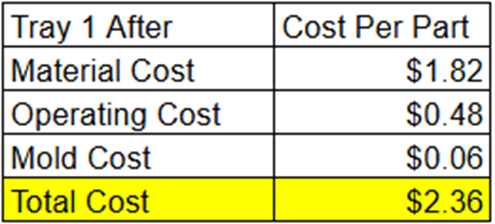 Tray 1 After Cost Per Part
Material Cost $1.82
Operating Cost $0.48
Mold Cost $0.06
Total Cost $2.36